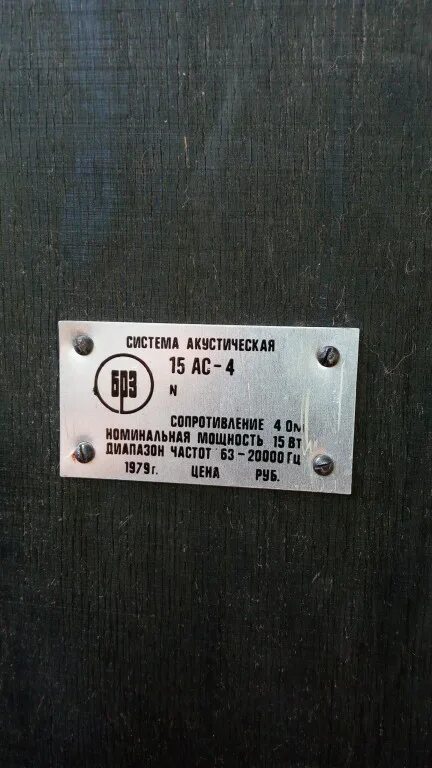 СИСТЕМА АКУСТИЧЕСКАЯ
15 АС-4
БРЗ
N
СОПРОТИВЛЕНИЕ 4 ОМ
НОМИНАЛЬНАЯ МОЩНОСТЬ 15 ВТ
ДИАПАЗОН ЧАСТОТ 63-20000 ГЦ
1979 г. ЦЕНА РУБ.